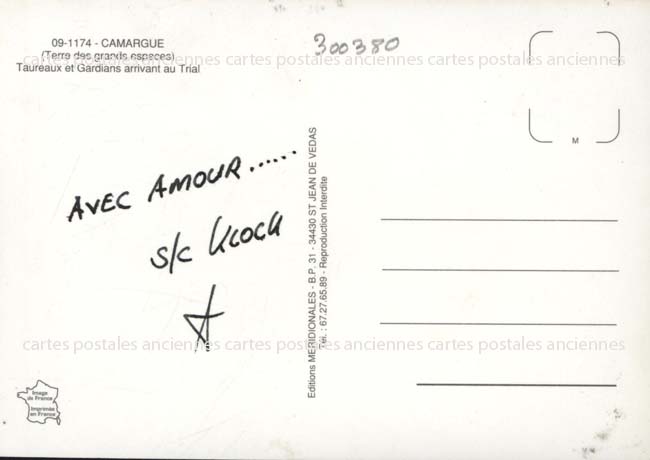 09-1174 - CAMARGUE
(Terre des grands espaces)
Taureaux et Gardians arrivant au Trial
300380
cartes postales anciennes cartes postales anciennes cartes postales anciennes
M
AVEC AMOUR......
S/C KLOCK
Editions MERIDIONALES - B.P. 31 - 34430 ST JEAN DE VEDAS
Tél. : 67.27.65.89 - Reproduction Interdite
cartes postales anciennes cartes postales anciennes cartes postales anciennes
Image
de France
Imprimée
en France